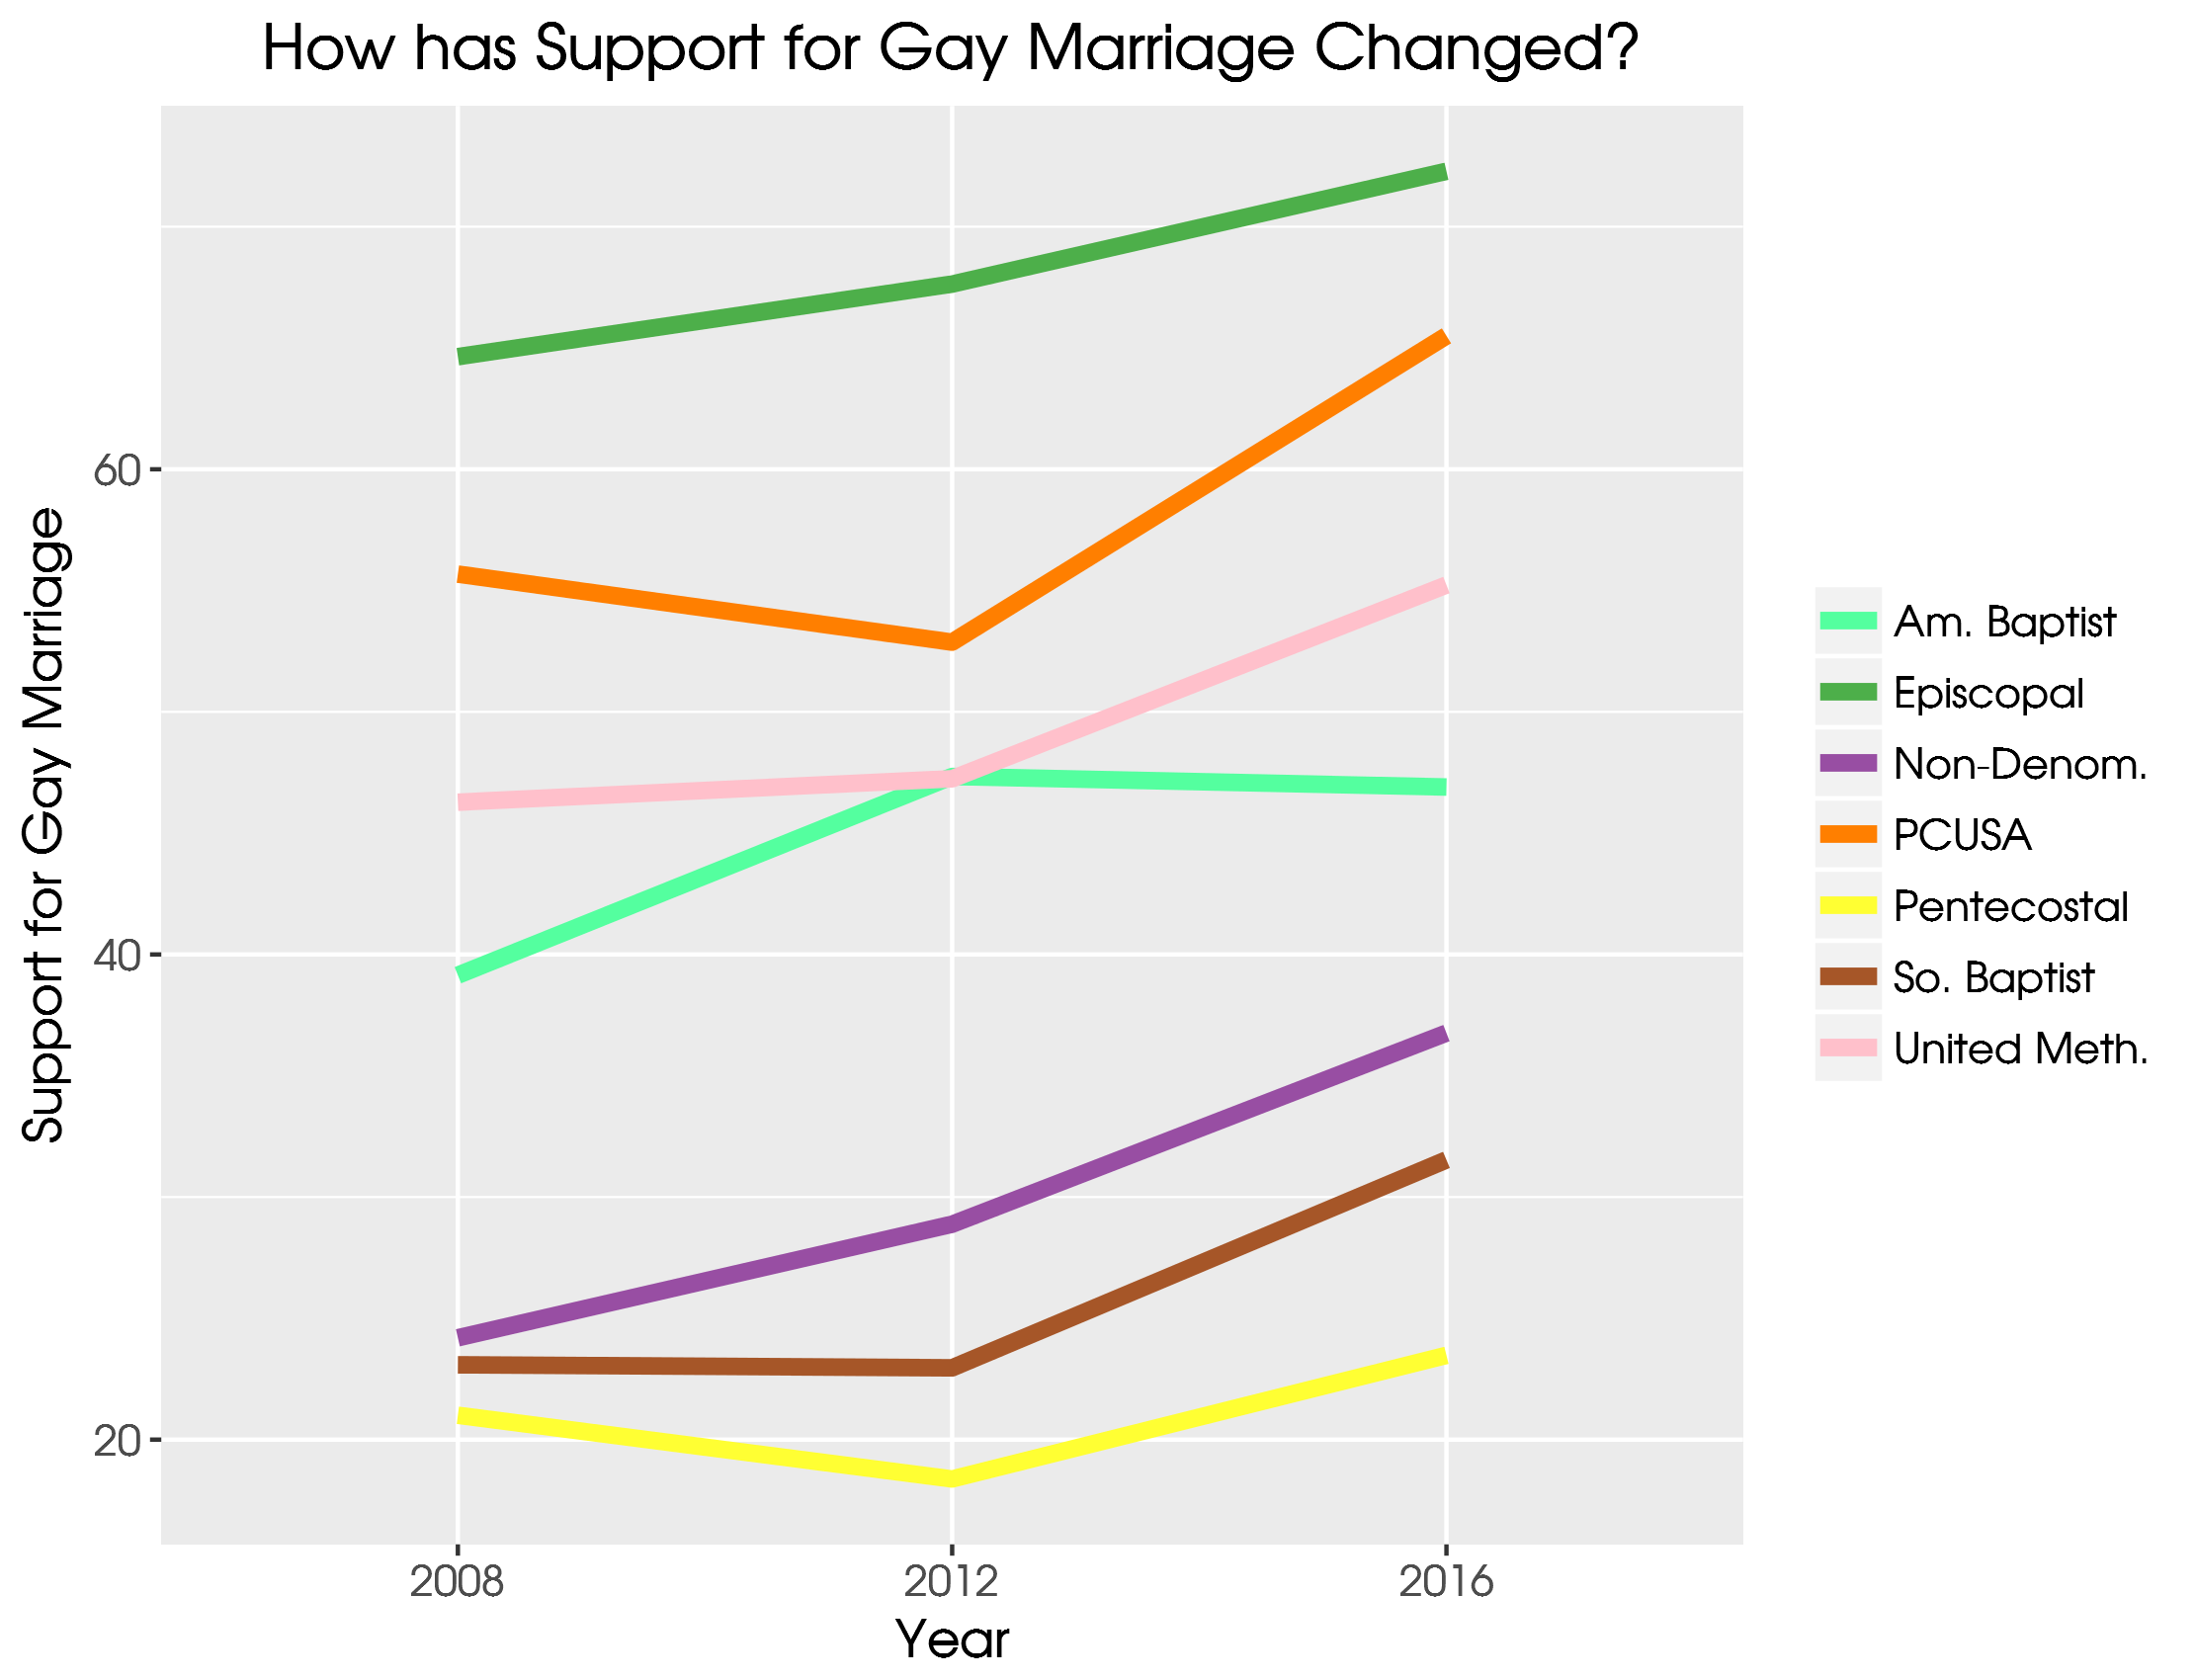 How has Support for Gay Marriage Changed?
Support for Gay Marriage
60
40
20
2008
2012
2016
Year
Am. Baptist
Episcopal
Non-Denom.
PCUSA
Pentecostal
So. Baptist
United Meth.